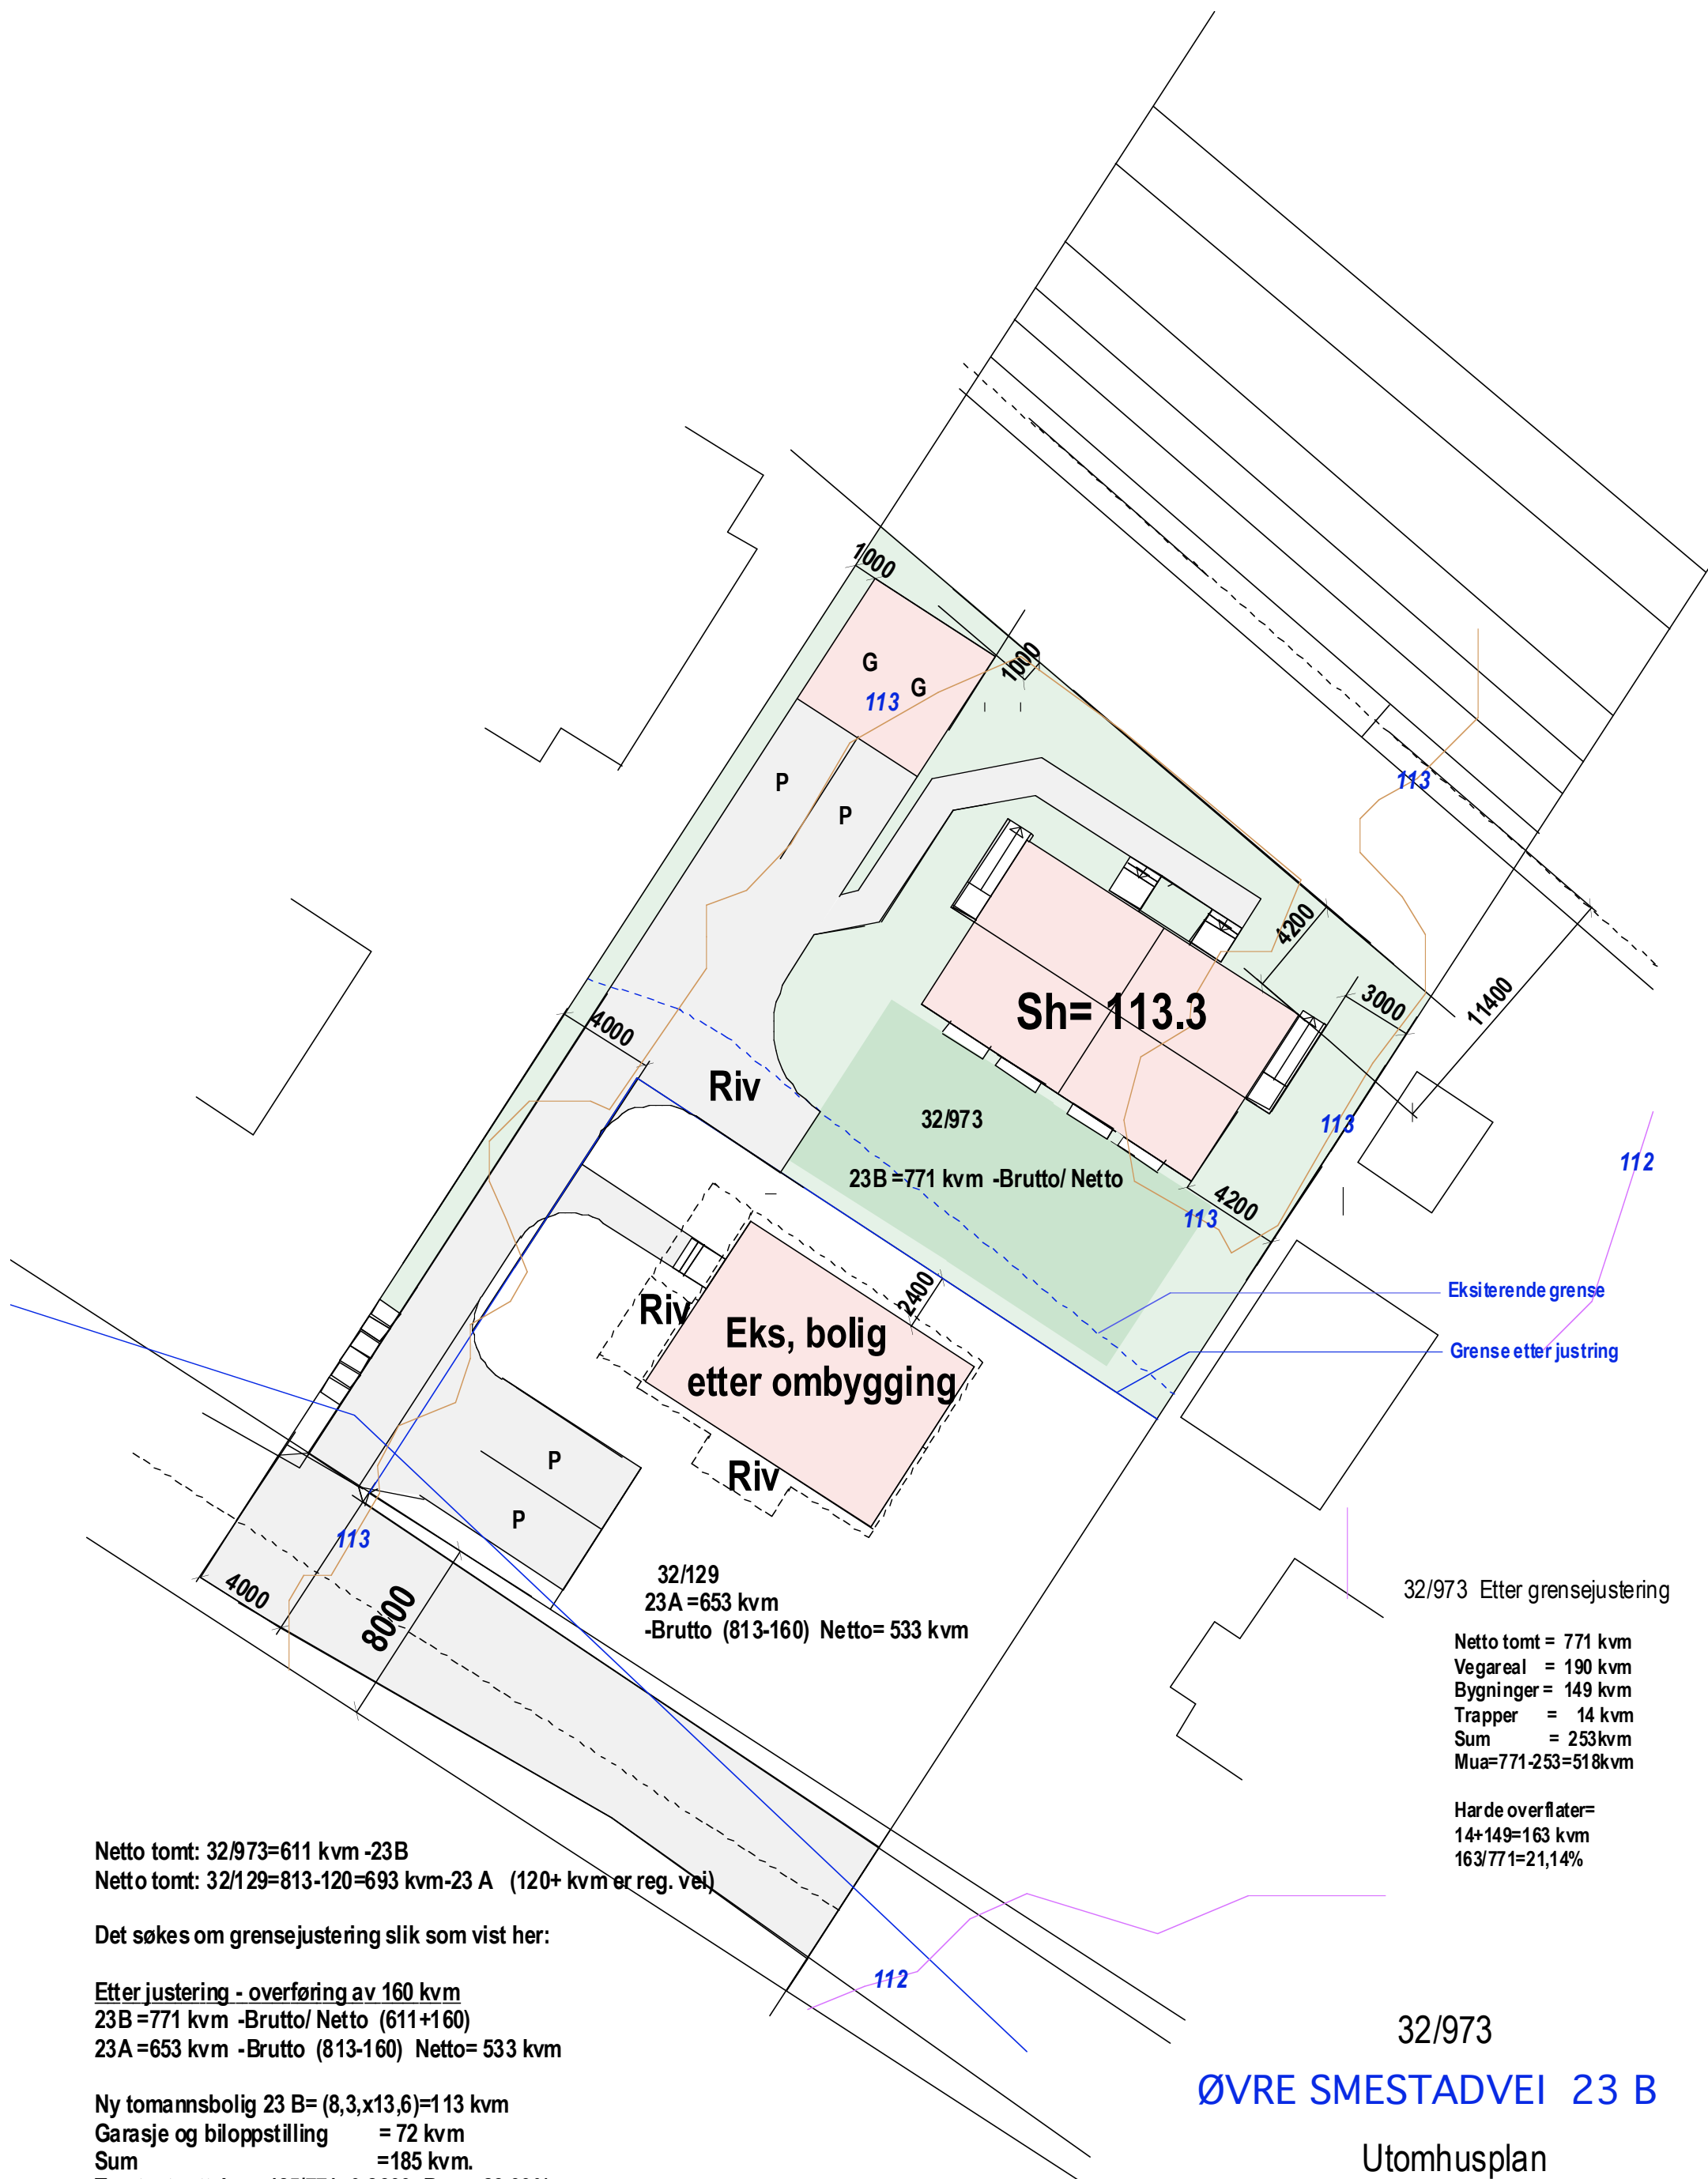 1000
G
G
1000
113
P
P
113
4200
Sh= 113.3
3000
11400
4000
Riv
32/973
113
112
23B =771 kvm -Brutto/ Netto
4200
113
Eksiterende grense
2400
Riv
Eks, bolig
etter ombygging
Grense etter justring
P
Riv
P
113
4000
8000
32/129
23A =653 kvm
-Brutto (813-160) Netto= 533 kvm
32/973 Etter grensejustering
Netto tomt = 771 kvm
Vegareal = 190 kvm
Bygninger = 149 kvm
Trapper = 14 kvm
Sum = 253kvm
Mua=771-253=518kvm
Harde overflater=
14+149=163 kvm
163/771=21,14%
Netto tomt: 32/973=611 kvm -23B
Netto tomt: 32/129=813-120=693 kvm-23 A (120+ kvm er reg. vei)
Det søkes om grensejustering slik som vist her:
Etter justering - overføring av 160 kvm
23B =771 kvm -Brutto/ Netto (611+160)
23A =653 kvm -Brutto (813-160) Netto= 533 kvm
112
Ny tomannsbolig 23 B= (8,3,x13,6)=113 kvm
Garasje og biloppstilling = 72 kvm
Sum =185 kvm.
32/973
ØVRE SMESTADVEI 23 B
Utomhusplan